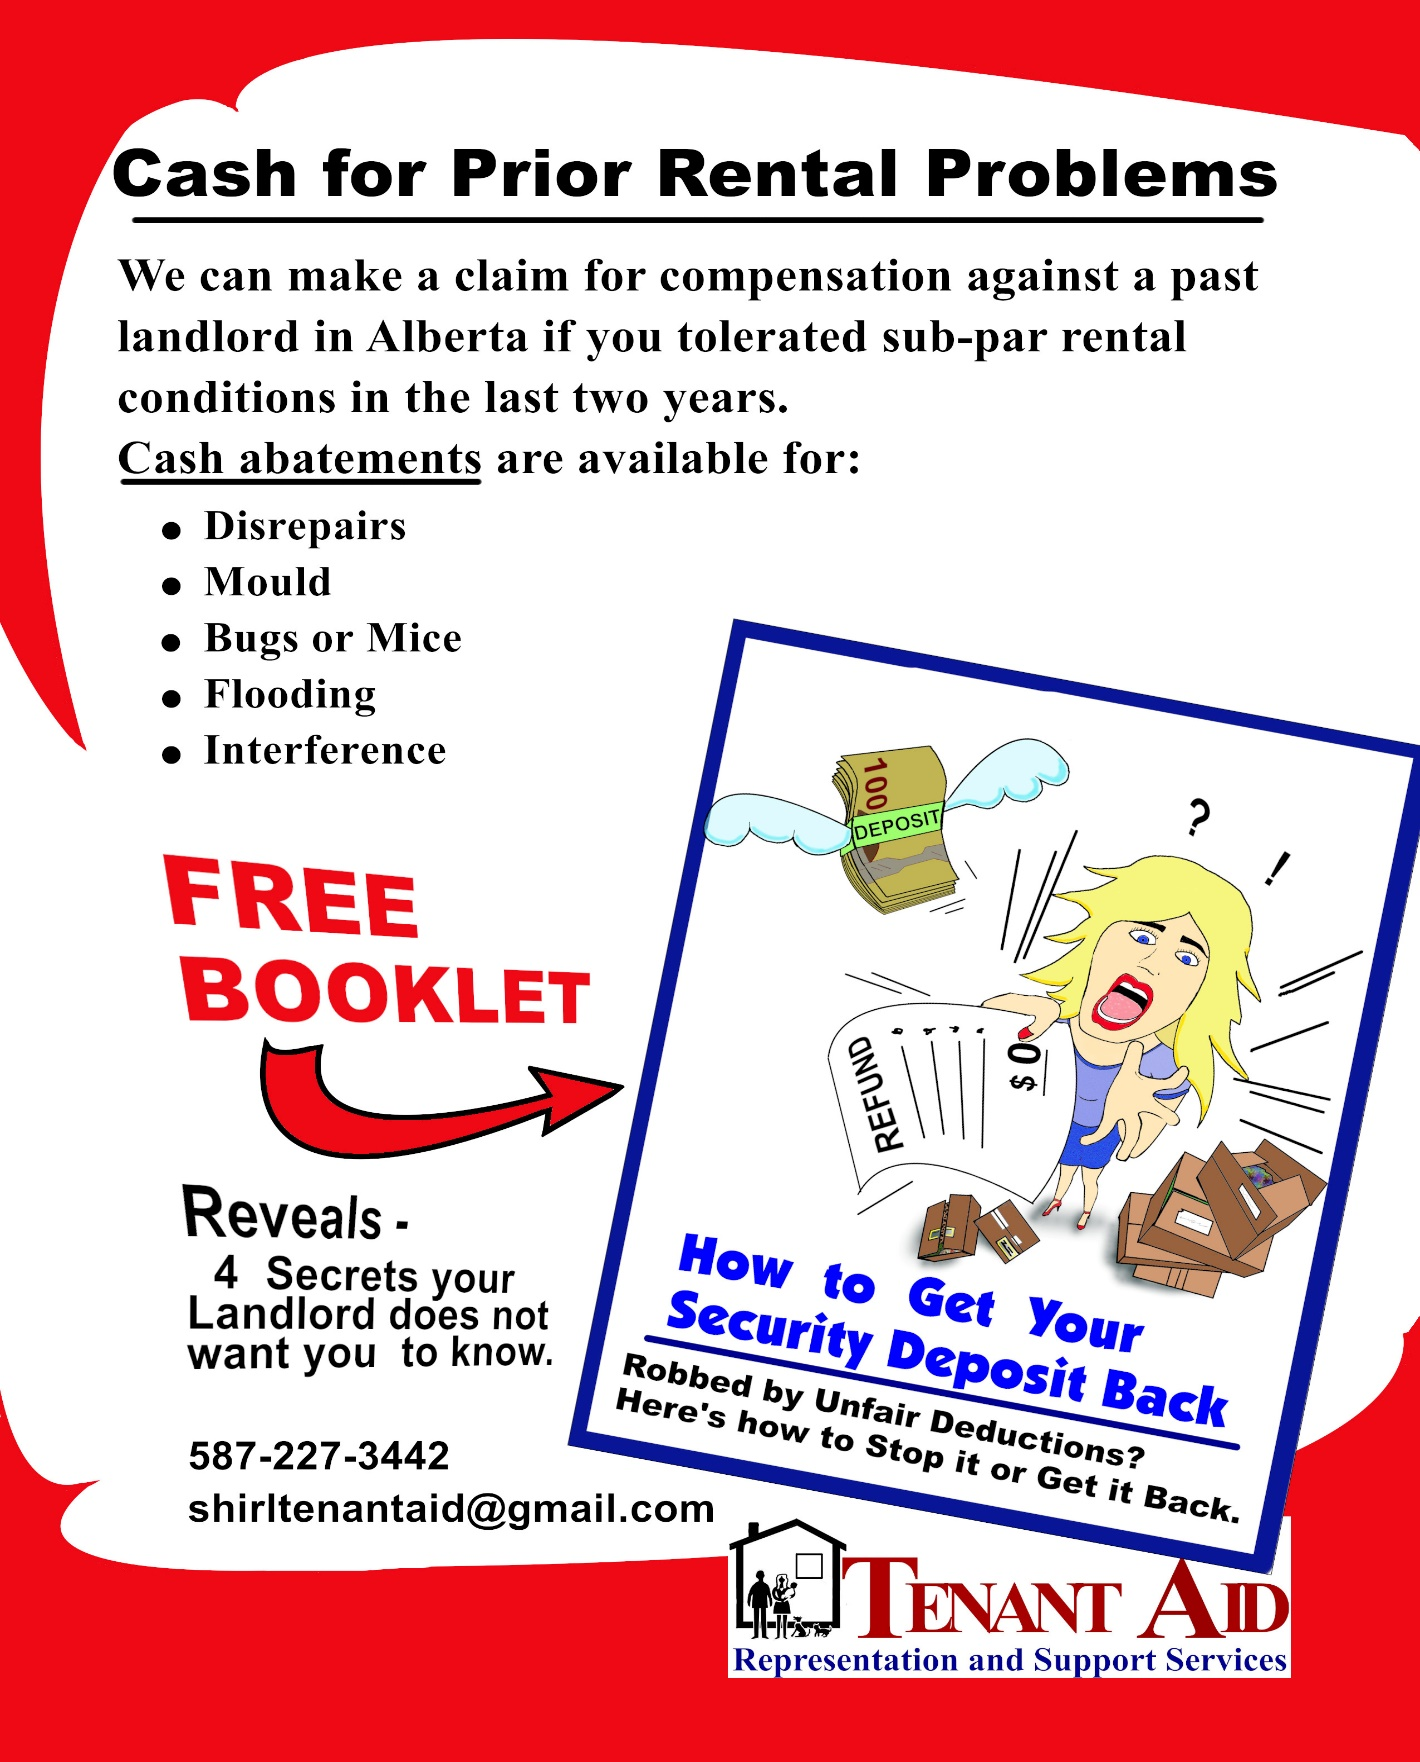 Cash for Prior Rental Problems
We can make a claim for compensation against a past
landlord in Alberta if you tolerated sub-par rental
conditions in the last two years.
Cash abatements are available for:
• Disrepairs
• Mould
• Bugs or Mice
• Flooding
• Interference
FREE
BOOKLET
Reveals -
4 Secrets your
Landlord does not
want you to know.
587-227-3442
shirltenantaid@gmail.com
100
DEPOSIT
? !
REFUND
$ 0
How to Get Your
Security Deposit Back
Robbed by Unfair Deductions?
Here's how to Stop it or Get it Back.
TENANT AID
Representation and Support Services